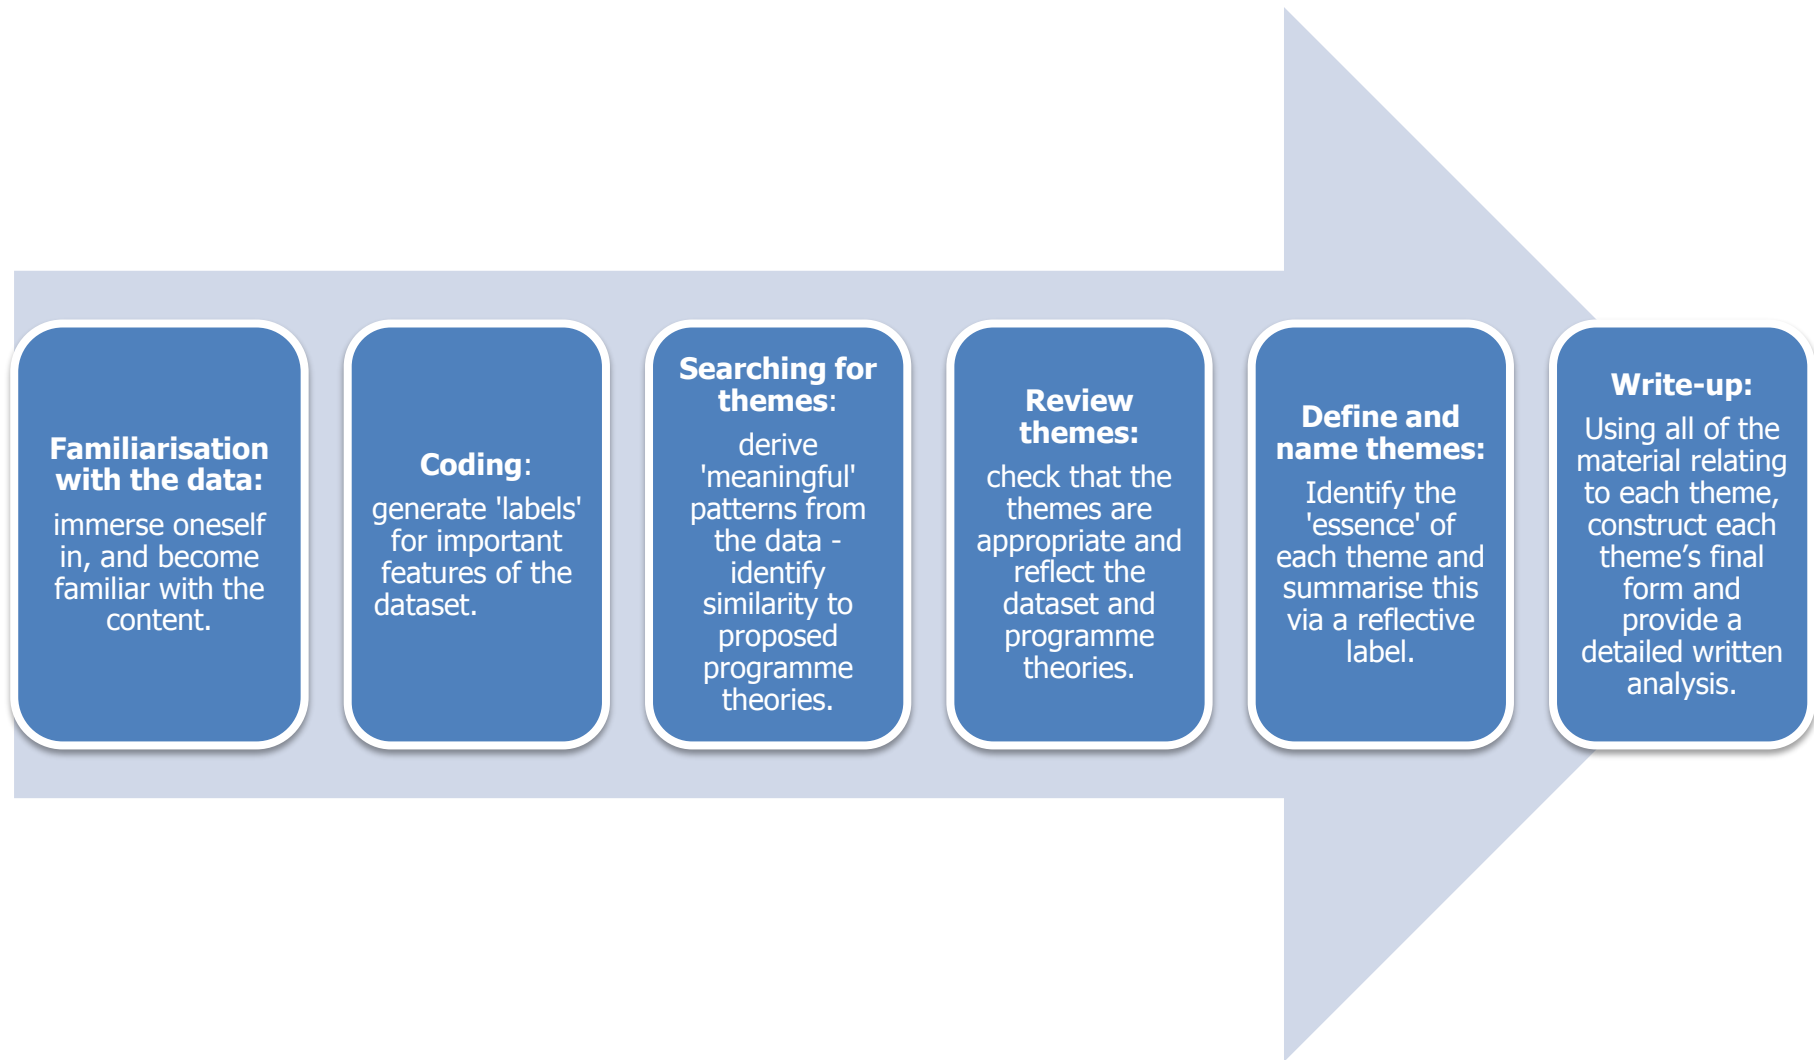 Familiarisation
with the data:
immerse oneself
in, and become
familiar with the
content.
Coding:
generate 'labels'
for important
features of the
dataset.
Searching for
themes:
derive
'meaningful'
patterns from
the data -
identify
similarity to
proposed
programme
theories.
Review
themes:
check that the
themes are
appropriate and
reflect the
dataset and
programme
theories.
Define and
name themes:
Identify the
'essence' of
each theme and
summarise this
via a reflective
label.
Write-up:
Using all of the
material relating
to each theme,
construct each
theme’s final
form and
provide a
detailed written
analysis.